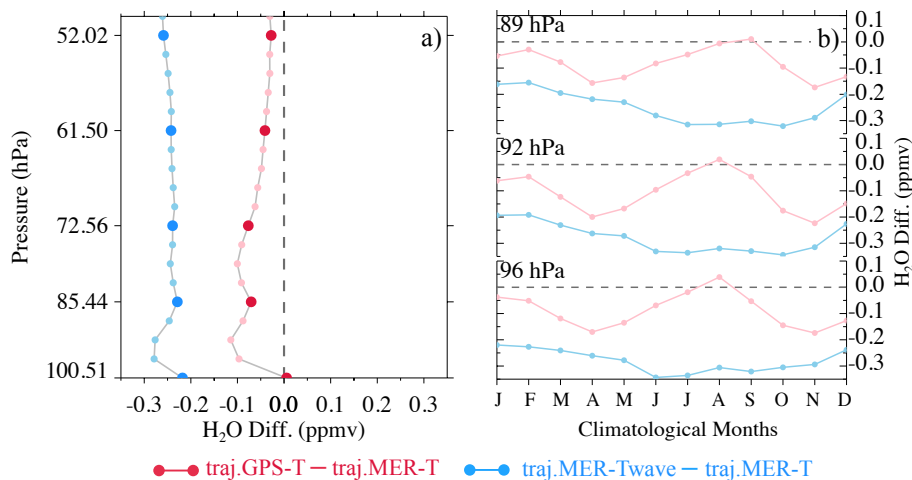 a)
52.02
61.50
72.56
85.44
100.51
Pressure (hPa)
-0.3 -0.2 -0.1 0.0 0.1 0.2 0.3
H₂O Diff. (ppmv)
b)
89 hPa
0.1
0.0
-0.1
-0.2
-0.3
92 hPa
0.1
0.0
-0.1
-0.2
-0.3
96 hPa
0.1
0.0
-0.1
-0.2
-0.3
H₂O Diff. (ppmv)
J F M A M J J A S O N D
Climatological Months
traj.GPS-T — traj.MER-T traj.MER-Twave — traj.MER-T